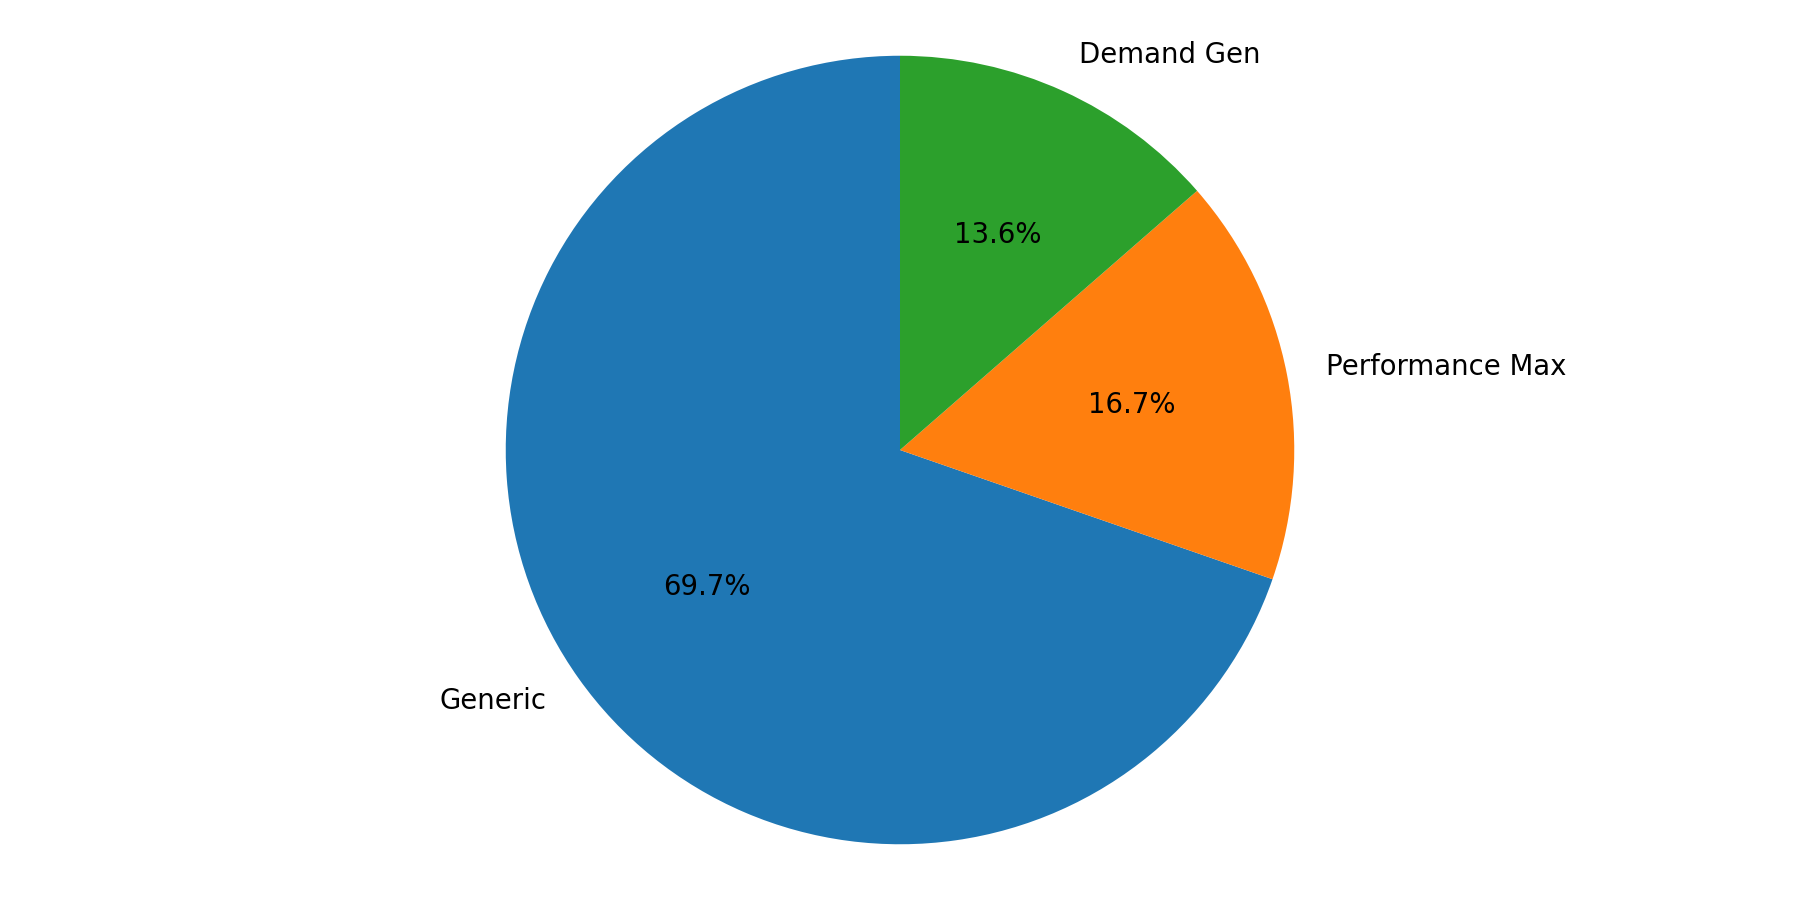 Demand Gen
13.6%
Performance Max
16.7%
69.7%
Generic